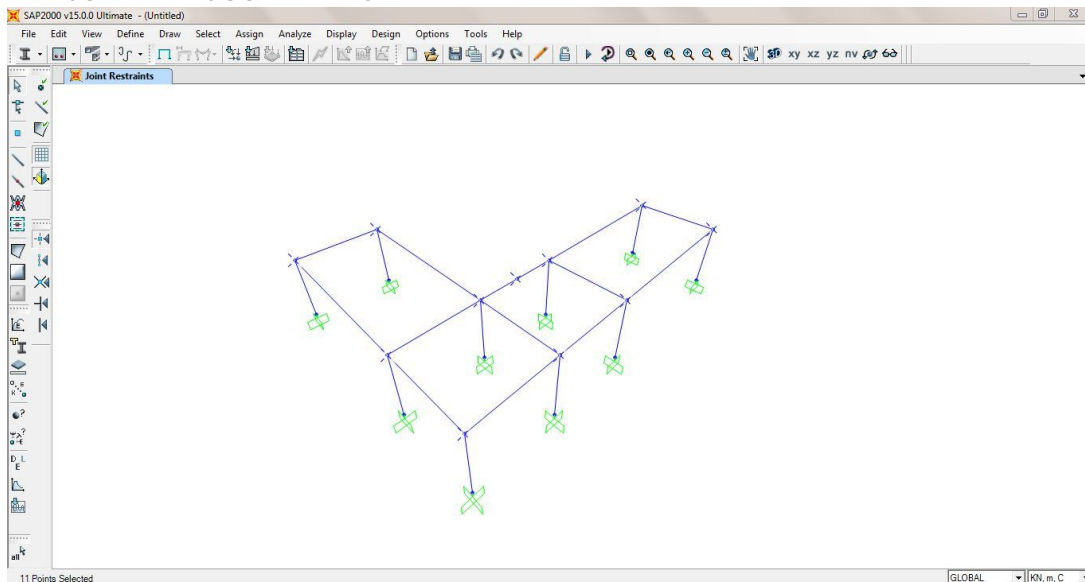 SAP2000 v15.0.0 Ultimate - (Untitled)
File Edit View Define Draw Select Assign Analyze Display Design Options Tools Help
xy xz yz nv
Joint Restraints
all
11 Points Selected
GLOBAL
KN, m, C